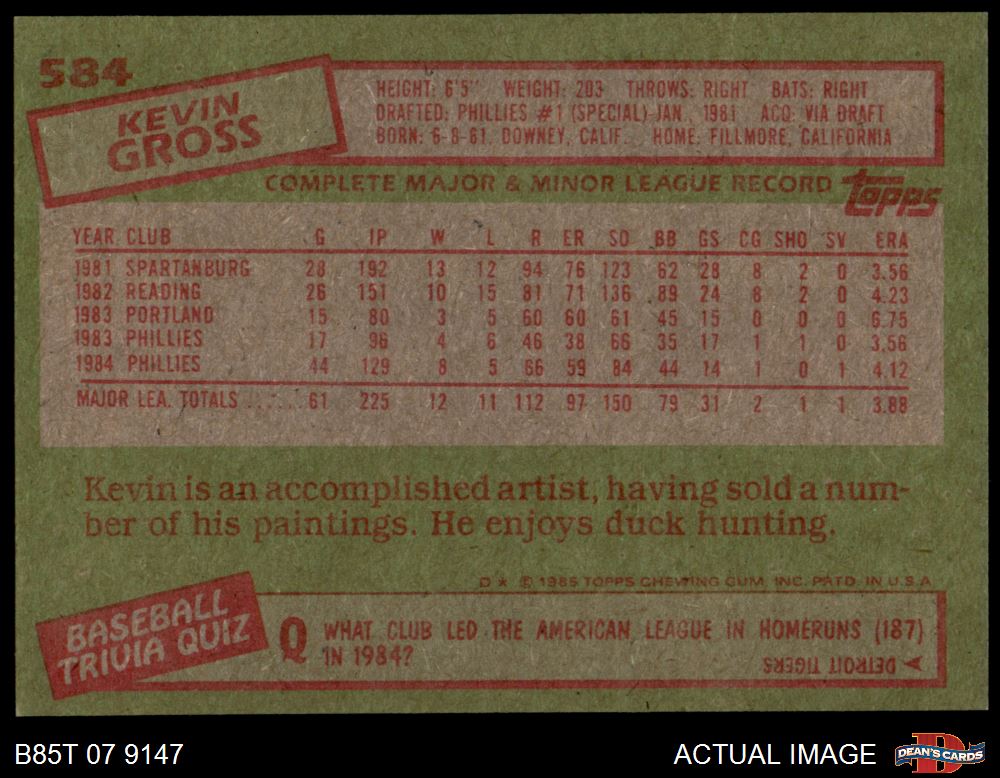 584
KEVIN
GROSS
HEIGHT: 6'5" WEIGHT: 203 THROWS: RIGHT BATS: RIGHT
DRAFTED: PHILLIES #1 (SPECIAL)-JAN., 1981 ACQ: VIA DRAFT
BORN: 6-8-61, DOWNEY, CALIF. HOME: FILLMORE, CALIFORNIA
COMPLETE MAJOR & MINOR LEAGUE RECORD topps
YEAR CLUB G IP W L R ER SO BB GS CG SHO SV ERA
1981 SPARTANBURG 28 192 13 12 94 76 123 62 28 8 2 0 3.56
1982 READING 26 151 10 15 81 71 136 89 24 8 2 0 4.23
1983 PORTLAND 15 80 3 5 60 60 61 45 15 0 0 0 6.75
1983 PHILLIES 17 96 4 6 46 38 66 35 17 1 1 0 3.56
1984 PHILLIES 44 129 8 5 66 59 84 44 14 1 0 1 4.12
MAJOR LEA. TOTALS ...... 61 225 12 11 112 97 150 79 31 2 1 1 3.88
Kevin is an accomplished artist, having sold a num-
ber of his paintings. He enjoys duck hunting.
D * © 1985 TOPPS CHEWING GUM, INC. PRTD. IN U.S.A.
BASEBALL
TRIVIA QUIZ
Q WHAT CLUB LED THE AMERICAN LEAGUE IN HOMERUNS (187)
IN 1984?
A DETROIT TIGERS
B85T 07 9147
ACTUAL IMAGE
DEAN'S CARDS